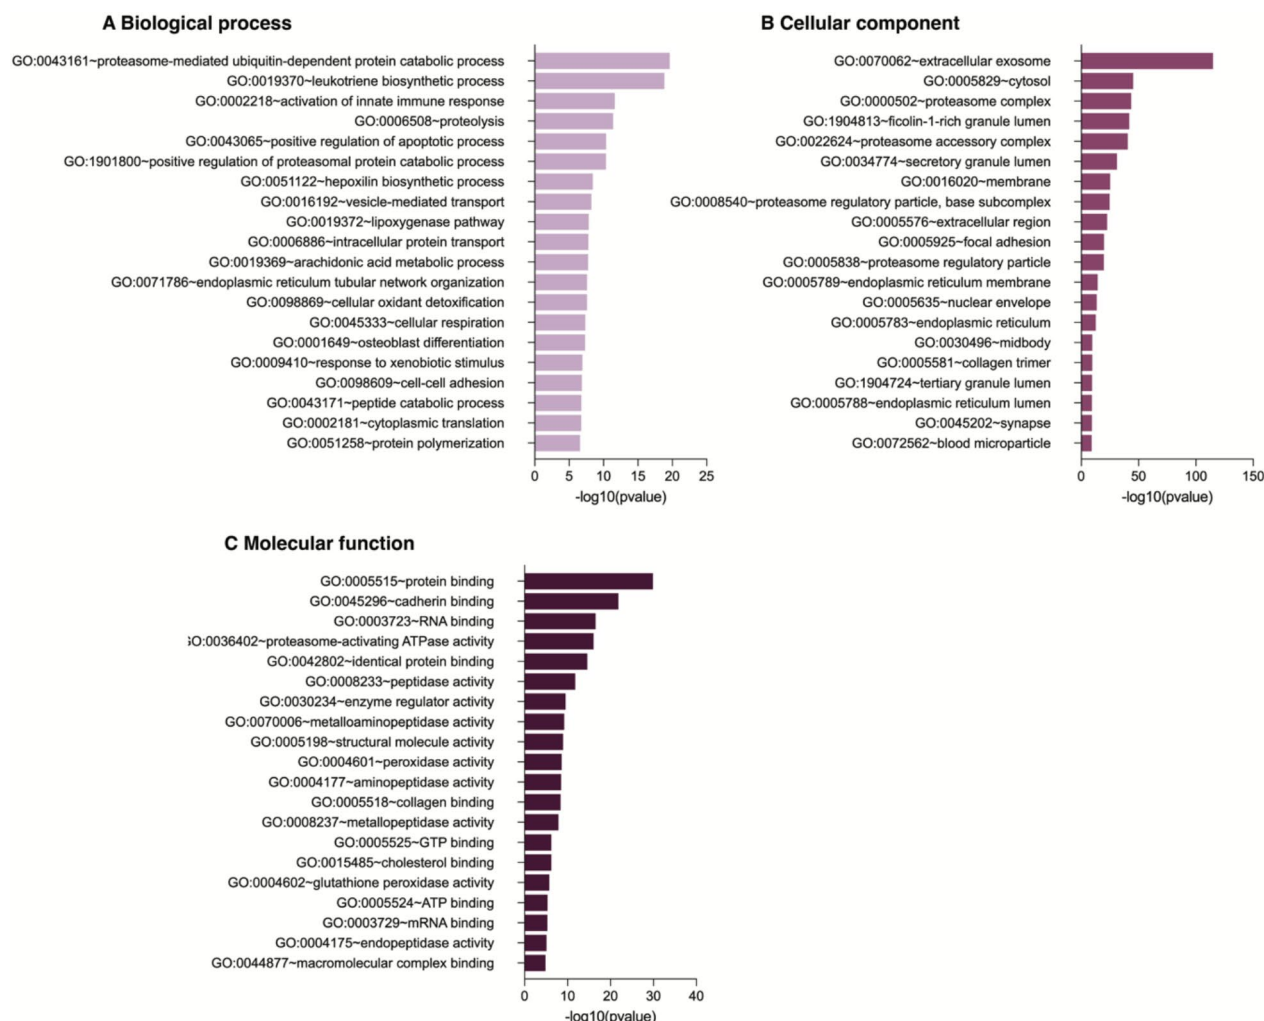 A Biological process
GO:0043161~proteasome-mediated ubiquitin-dependent protein catabolic process
GO:0019370~leukotriene biosynthetic process
GO:0002218~activation of innate immune response
GO:0006508~proteolysis
GO:0043065~positive regulation of apoptotic process
GO:1901800~positive regulation of proteasomal protein catabolic process
GO:0051122~hepoxilin biosynthetic process
GO:0016192~vesicle-mediated transport
GO:0019372~lipoxygenase pathway
GO:0006886~intracellular protein transport
GO:0019369~arachidonic acid metabolic process
GO:0071786~endoplasmic reticulum tubular network organization
GO:0098869~cellular oxidant detoxification
GO:0045333~cellular respiration
GO:0001649~osteoblast differentiation
GO:0009410~response to xenobiotic stimulus
GO:0098609~cell-cell adhesion
GO:0043171~peptide catabolic process
GO:0002181~cytoplasmic translation
GO:0051258~protein polymerization
0 5 10 15 20 25
-log10(pvalue)
B Cellular component
GO:0070062~extracellular exosome
GO:0005829~cytosol
GO:0000502~proteasome complex
GO:1904813~ficolin-1-rich granule lumen
GO:0022624~proteasome accessory complex
GO:0034774~secretory granule lumen
GO:0016020~membrane
GO:0008540~proteasome regulatory particle, base subcomplex
GO:0005576~extracellular region
GO:0005925~focal adhesion
GO:0005838~proteasome regulatory particle
GO:0005789~endoplasmic reticulum membrane
GO:0005635~nuclear envelope
GO:0005783~endoplasmic reticulum
GO:0030496~midbody
GO:0005581~collagen trimer
GO:1904724~tertiary granule lumen
GO:0005788~endoplasmic reticulum lumen
GO:0045202~synapse
GO:0072562~blood microparticle
0 50 100 150
-log10(pvalue)
C Molecular function
GO:0005515~protein binding
GO:0045296~cadherin binding
GO:0003723~RNA binding
GO:0036402~proteasome-activating ATPase activity
GO:0042802~identical protein binding
GO:0008233~peptidase activity
GO:0030234~enzyme regulator activity
GO:0070006~metalloaminopeptidase activity
GO:0005198~structural molecule activity
GO:0004601~peroxidase activity
GO:0004177~aminopeptidase activity
GO:0005518~collagen binding
GO:0008237~metallopeptidase activity
GO:0005525~GTP binding
GO:0015485~cholesterol binding
GO:0004602~glutathione peroxidase activity
GO:0005524~ATP binding
GO:0003729~mRNA binding
GO:0004175~endopeptidase activity
GO:0044877~macromolecular complex binding
0 10 20 30 40
-log10(pvalue)